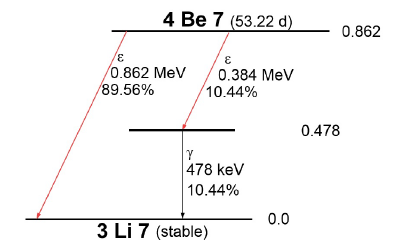 4 Be 7 (53.22 d)
0.862
ε
0.862 MeV
89.56%
ε
0.384 MeV
10.44%
0.478
γ
478 keV
10.44%
0.0
3 Li 7 (stable)